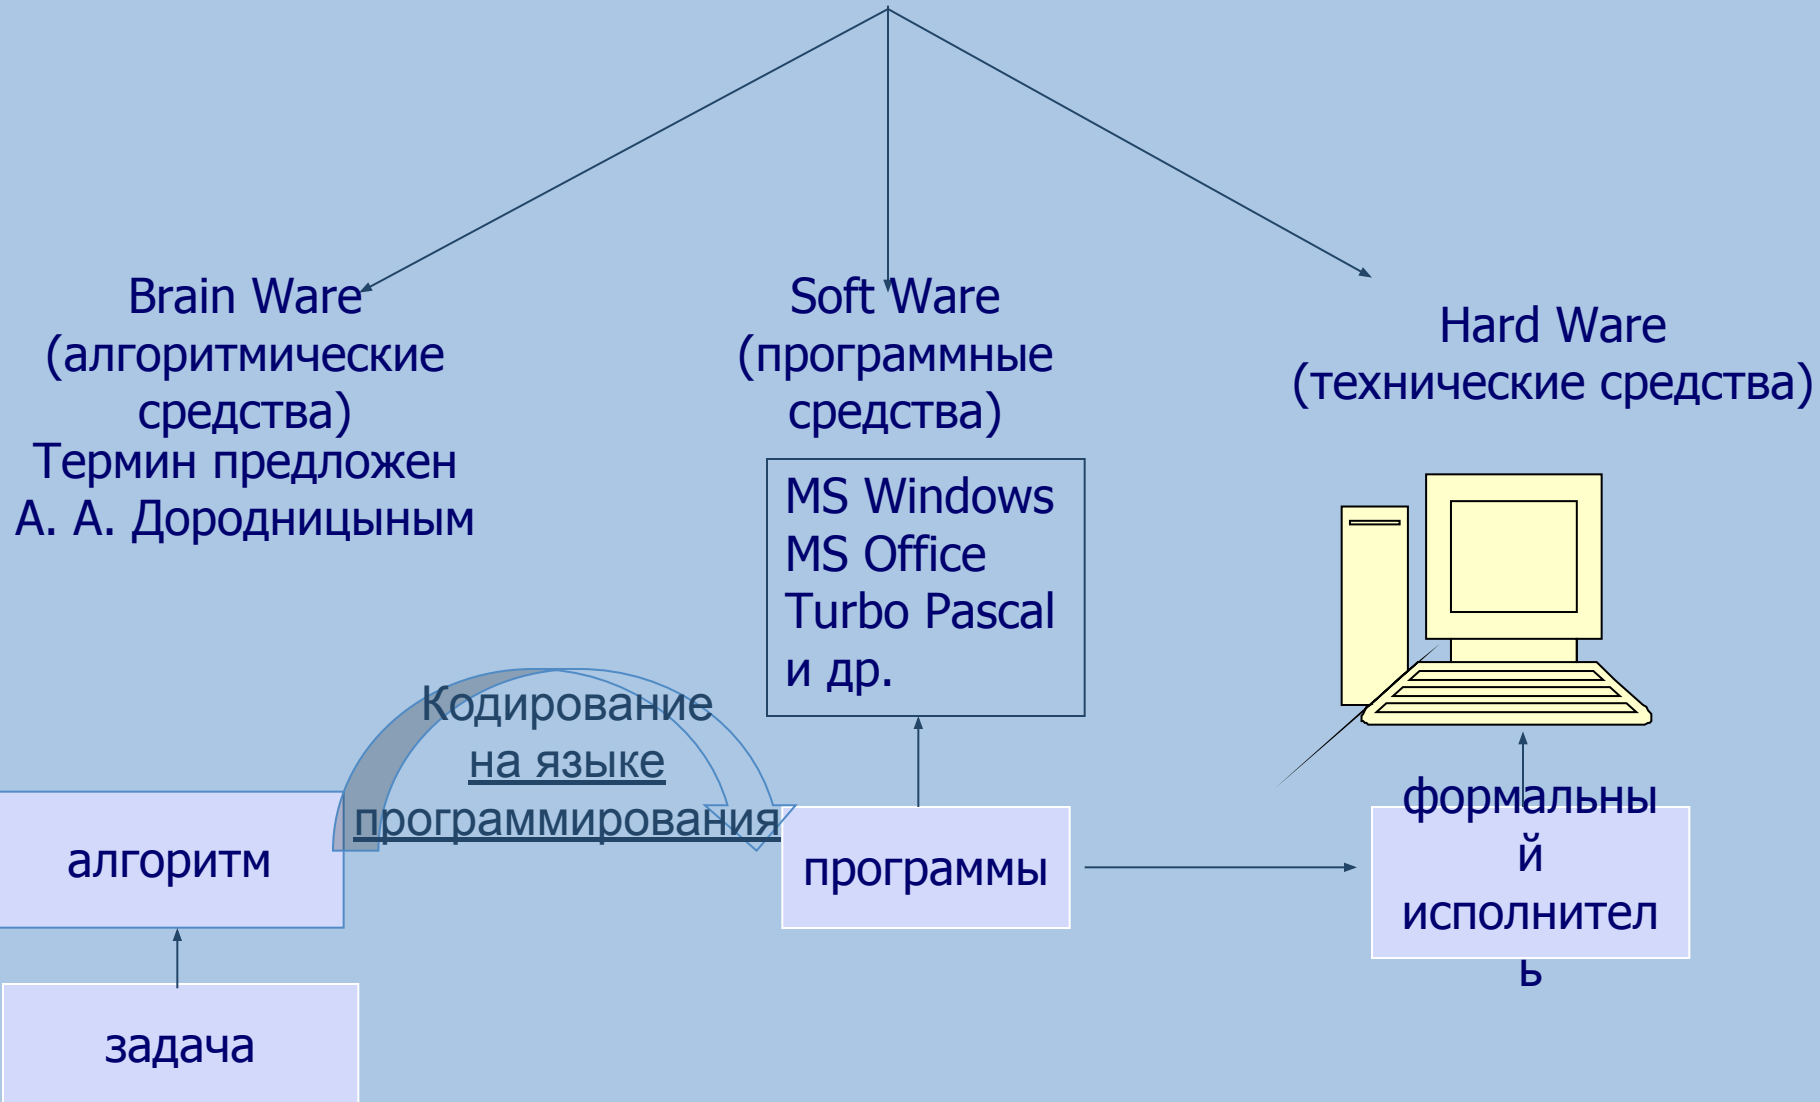 Brain Ware
(алгоритмические
средства)
Термин предложен
А. А. Дородницыным
Soft Ware
(программные
средства)
Hard Ware
(технические средства)
MS Windows
MS Office
Turbo Pascal
и др.
Кодирование
на языке
программирования
алгоритм
программы
формальны
й
исполнител
ь
задача